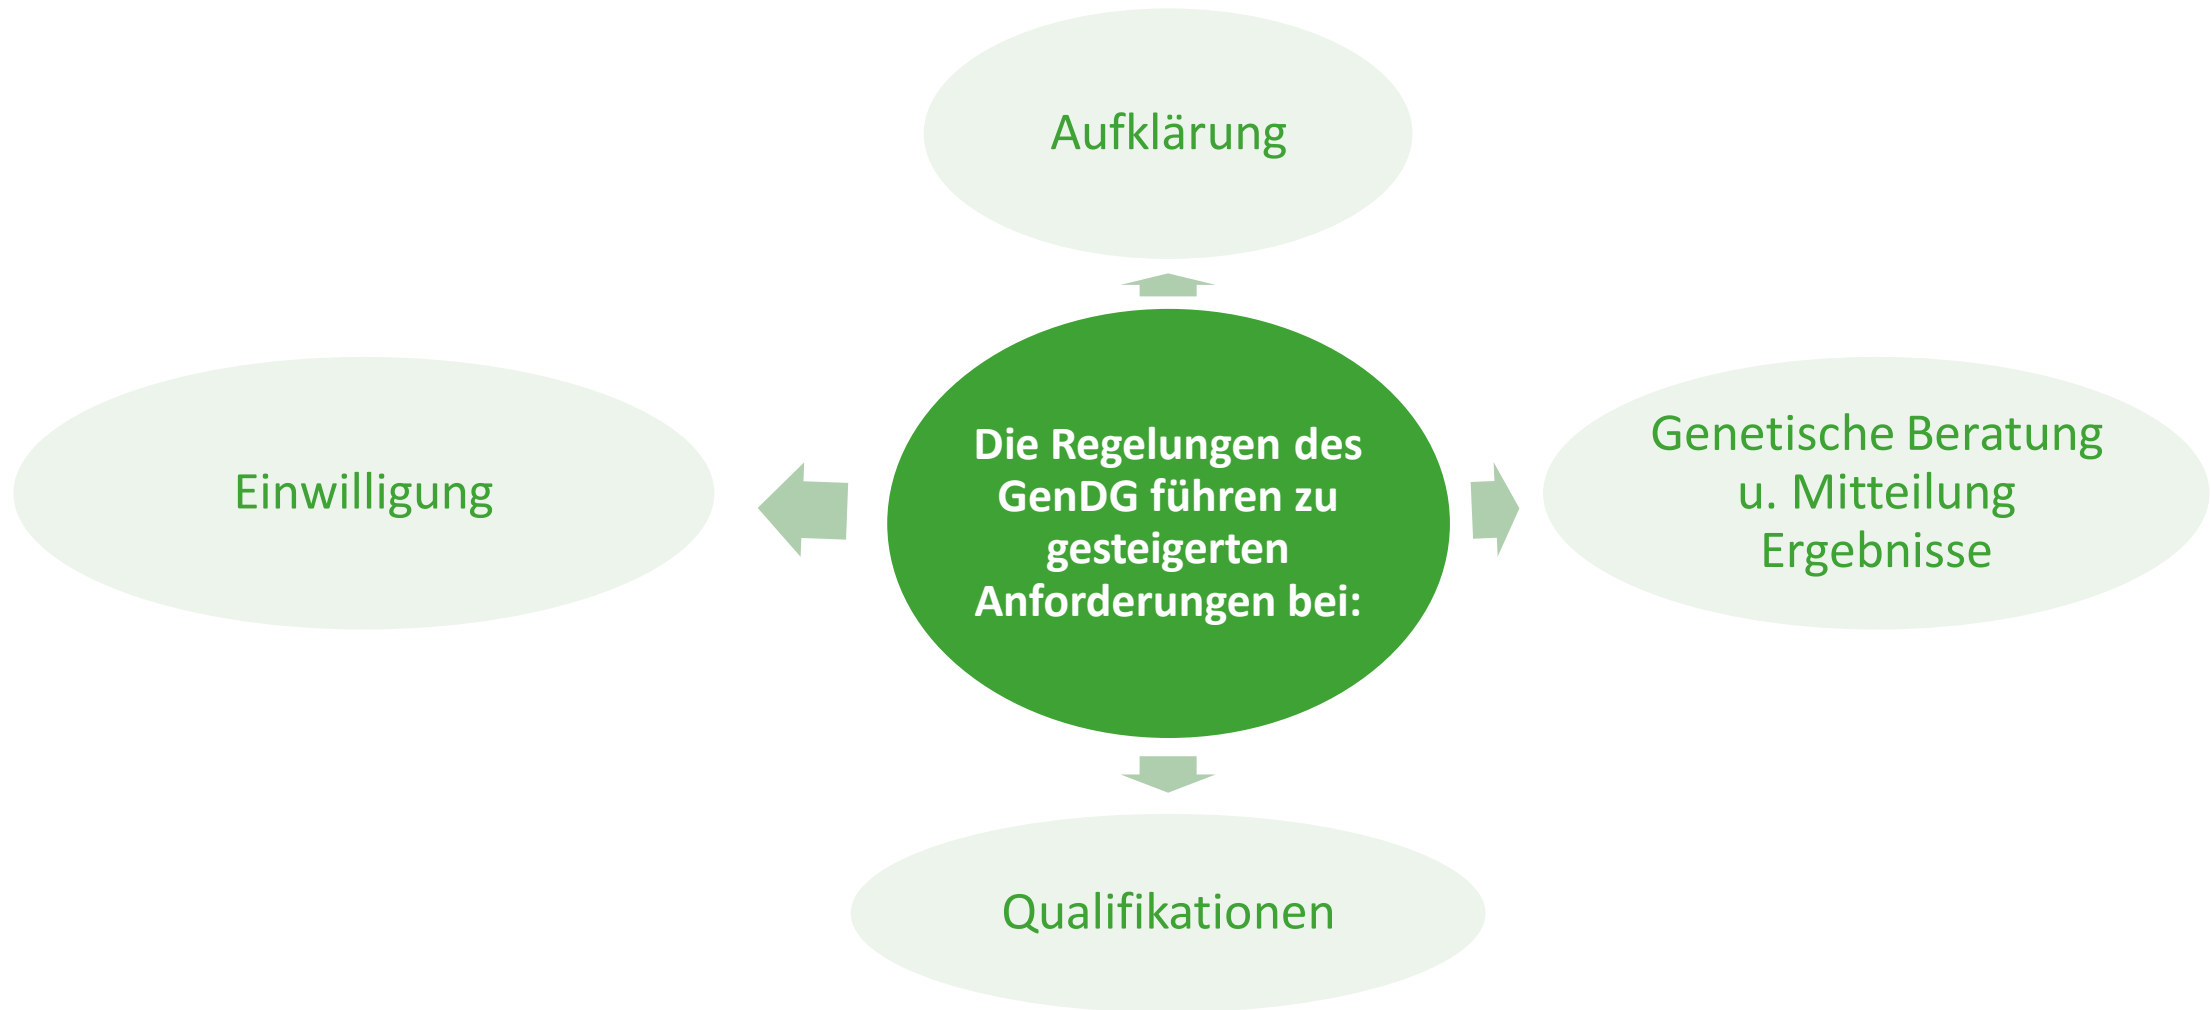 Aufklärung
Einwilligung
Die Regelungen des
GenDG führen zu
gesteigerten
Anforderungen bei:
Genetische Beratung
u. Mitteilung
Ergebnisse
Qualifikationen